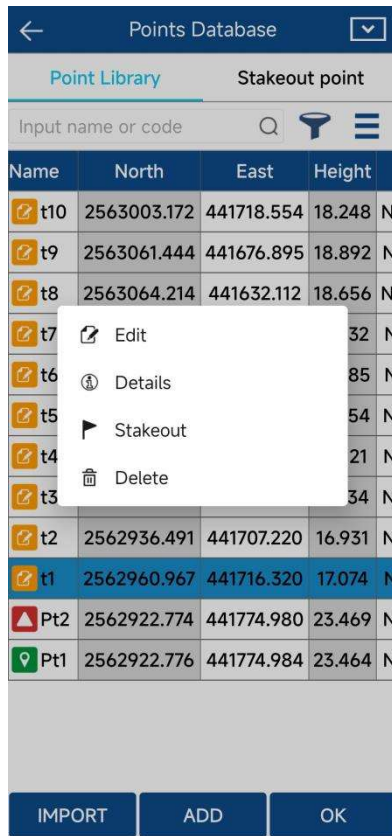 Points Database
Point Library Stakeout point
Input name or code
Name North East Height
t10 2563003.172 441718.554 18.248 N
t9 2563061.444 441676.895 18.892 N
t8 2563064.214 441632.112 18.656 N
t7 Edit 32 N
t6 Details 85 N
t5 Stakeout 54 N
t4 21 N
t3 Delete 34 N
t2 2562936.491 441707.220 16.931 N
t1 2562960.967 441716.320 17.074 N
Pt2 2562922.774 441774.980 23.469 N
Pt1 2562922.776 441774.984 23.464 N
IMPORT ADD OK